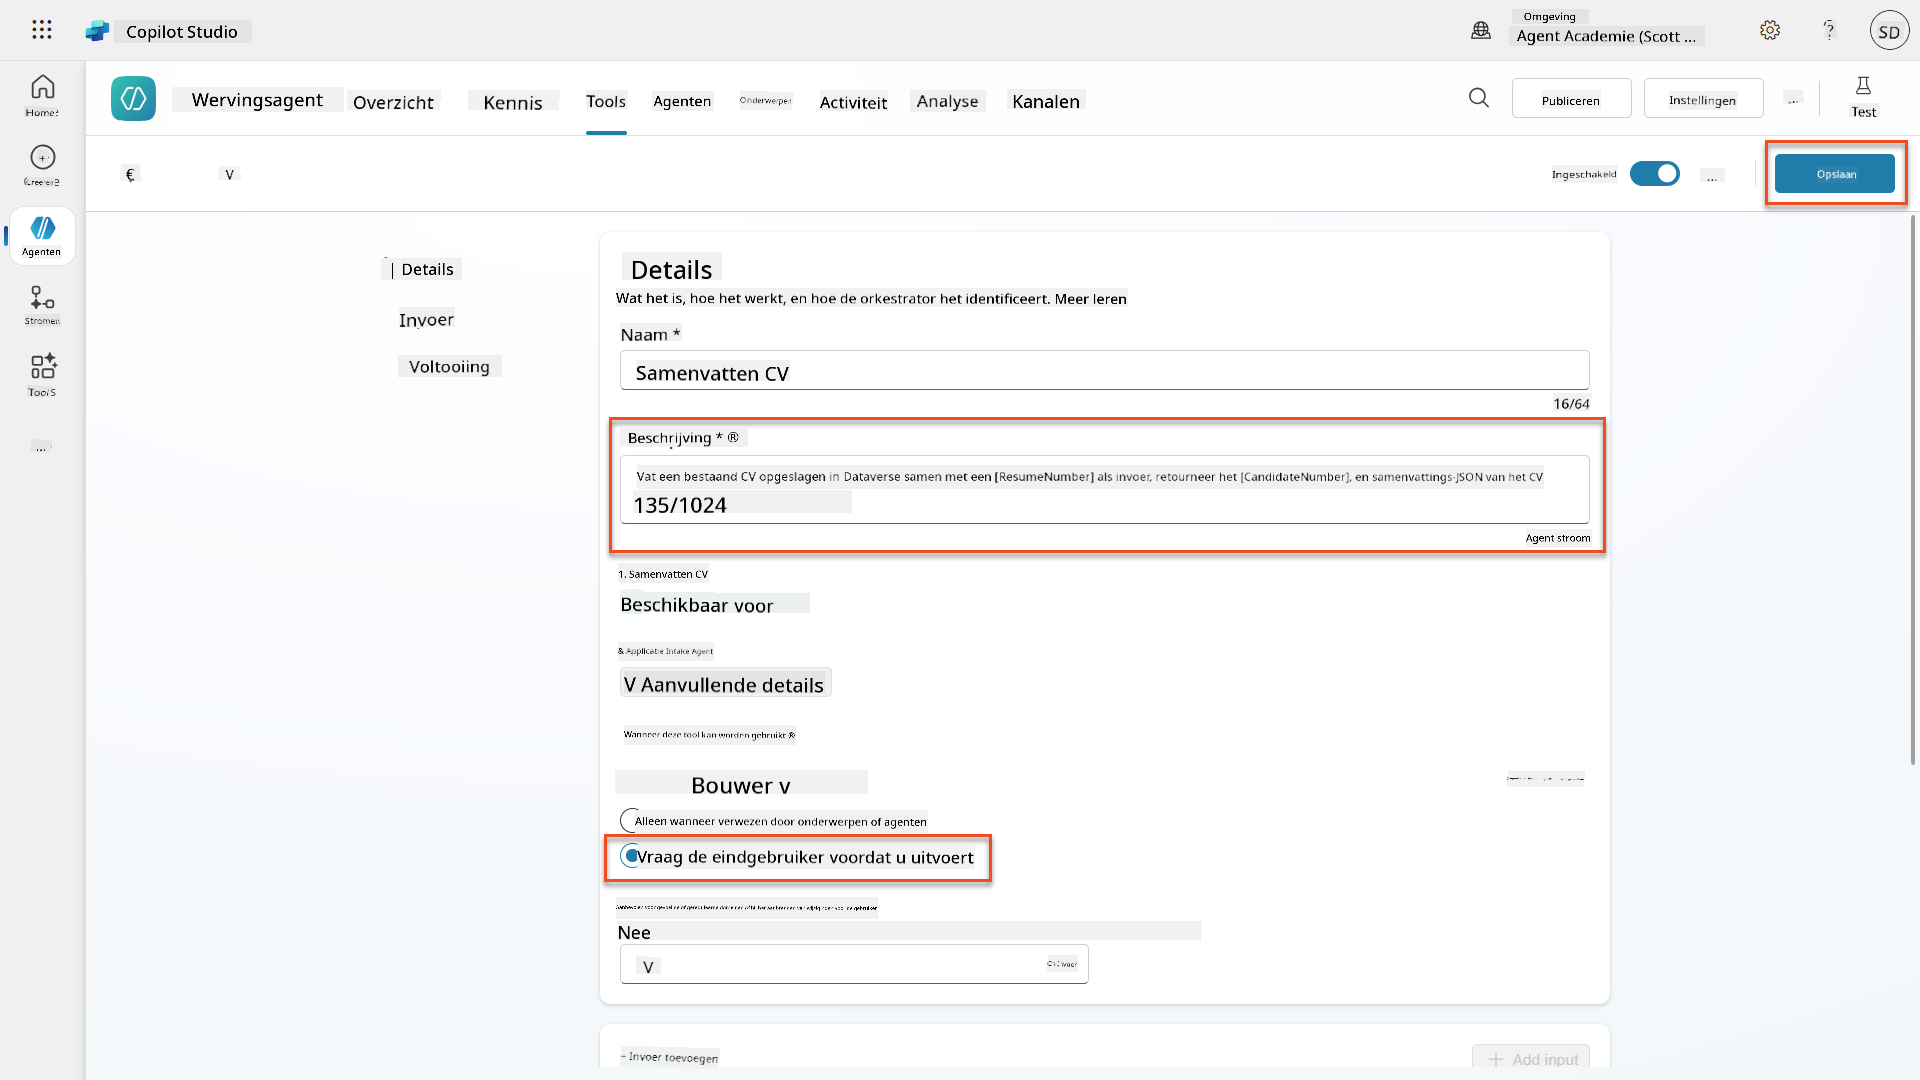 Copilot Studio
Omgeving
Agent Academie (Scott ...
SD
Home
Wervingsagent
Overzicht
Kennis
Tools
Agenten
Onderwerpen
Activiteit
Analyse
Kanalen
Publiceren
Instellingen
...
Test
€
V
Ingeschakeld
...
Opslaan
Agenten
Stromen
Tools
...
| Details
Invoer
Voltooiing
Details
Wat het is, hoe het werkt, en hoe de orkestrator het identificeert. Meer leren
Naam *
Samenvatten CV
16/64
Beschrijving * ®
Vat een bestaand CV opgeslagen in Dataverse samen met een [ResumeNumber] als invoer, retourneer het [CandidateNumber], en samenvattings-JSON van het CV
135/1024
Agent stroom
1. Samenvatten CV
Beschikbaar voor
& Applicatie Intake Agent
V Aanvullende details
Wanneer deze tool kan worden gebruikt ®
Bouwer v
Alleen wanneer verwezen door onderwerpen of agenten
Vraag de eindgebruiker voordat u uitvoert
Nee
V
- Invoer toevoegen
Add input